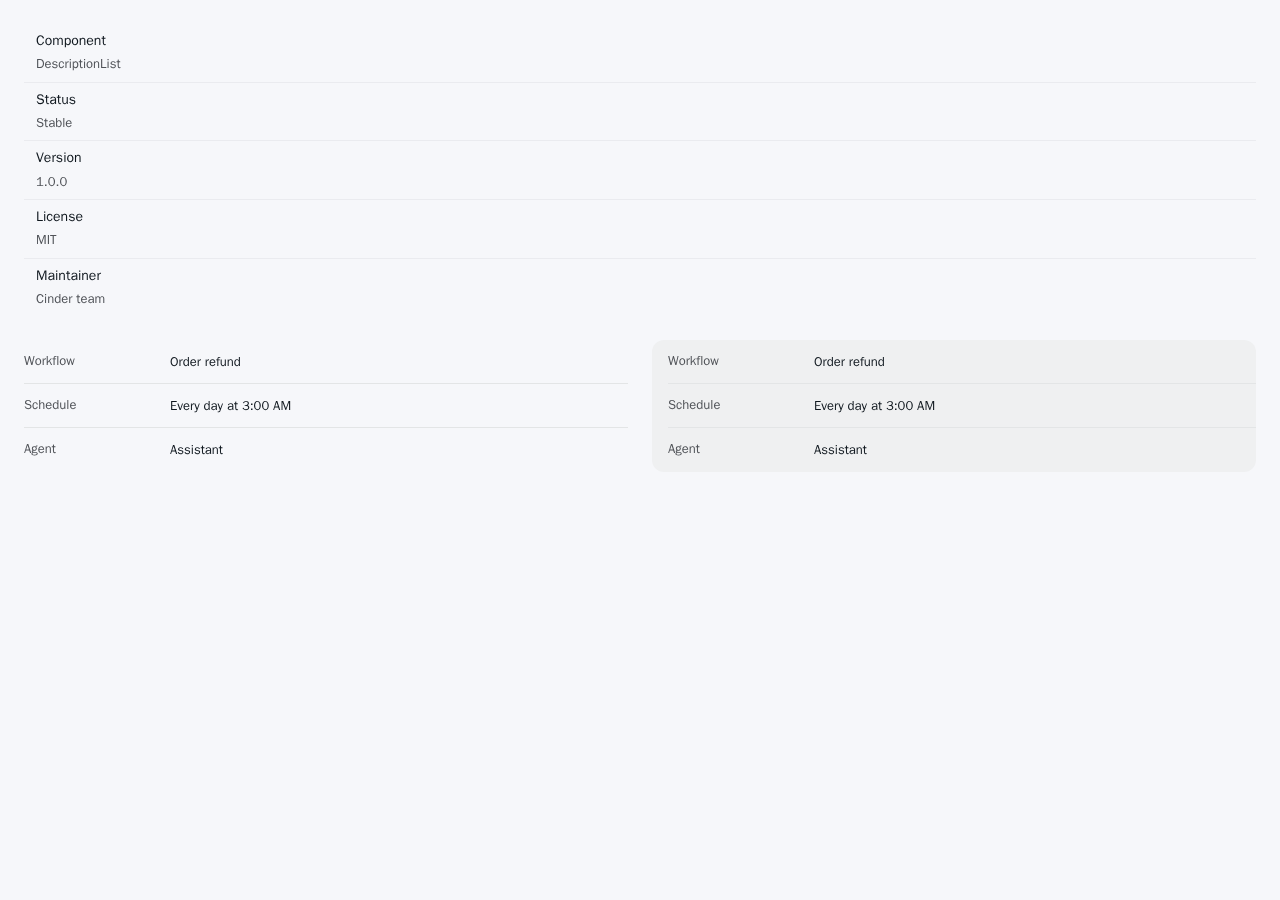 Component
DescriptionList
Status
Stable
Version
1.0.0
License
MIT
Maintainer
Cinder team
Workflow Order refund
Schedule Every day at 3:00 AM
Agent Assistant
Workflow Order refund
Schedule Every day at 3:00 AM
Agent Assistant